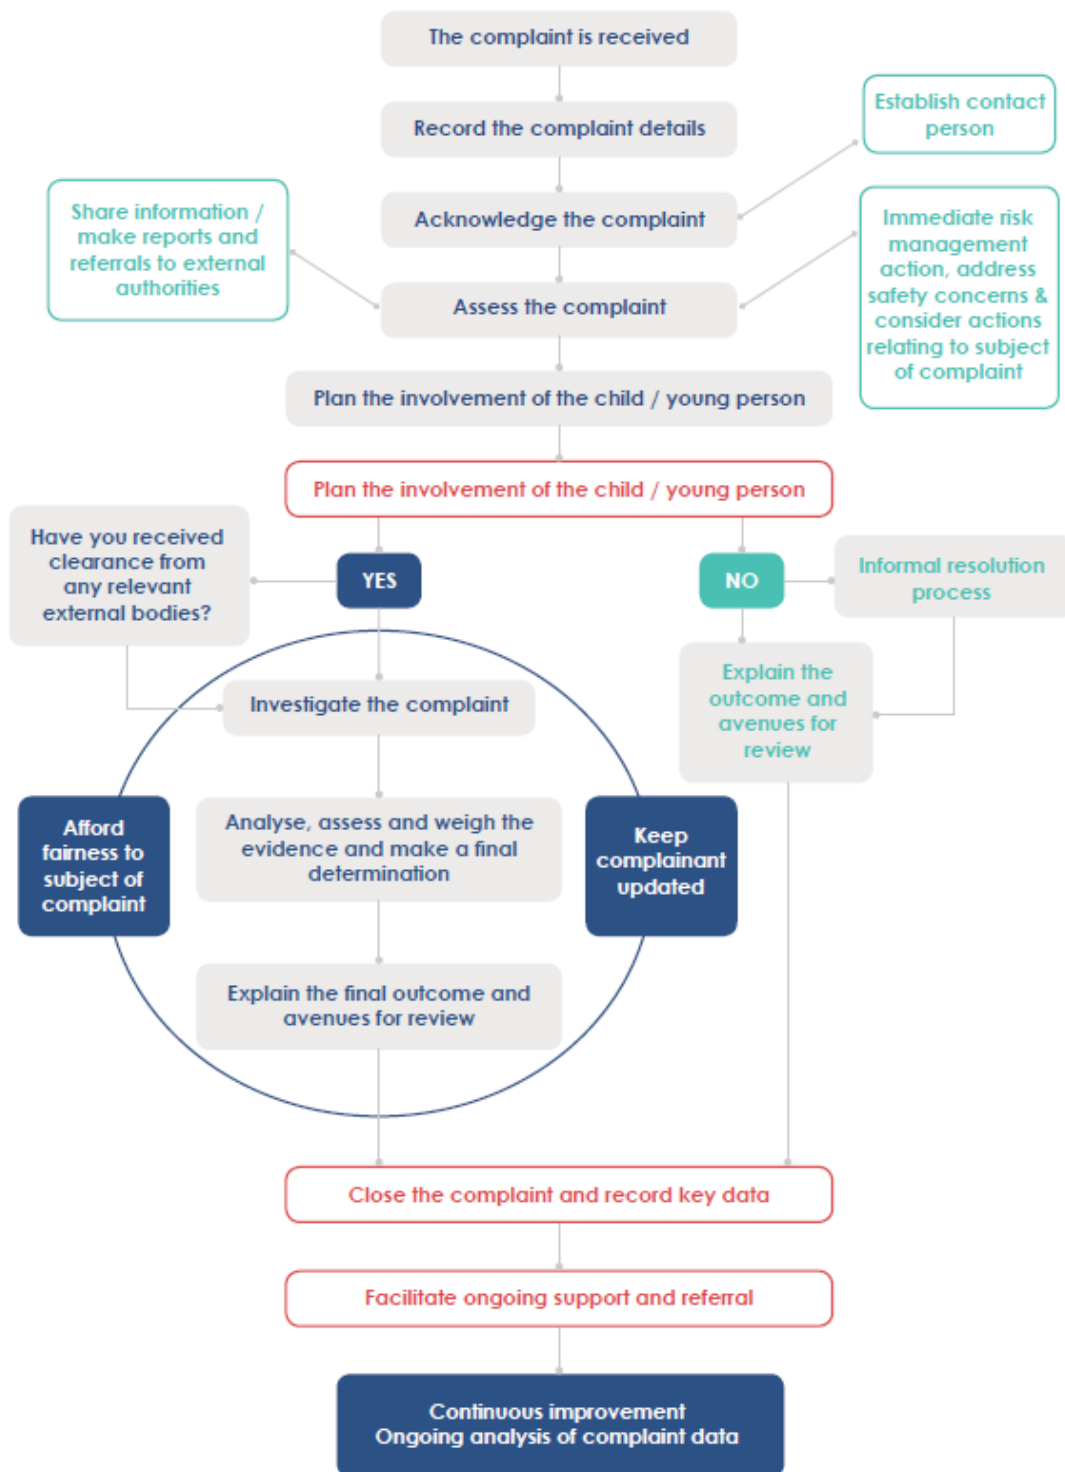 The complaint is received
Record the complaint details
Establish contact
person
Acknowledge the complaint
Share information /
make reports and
referrals to external
authorities
Immediate risk
management
action, address
safety concerns &
consider actions
relating to subject
of complaint
Assess the complaint
Plan the involvement of the child / young person
Plan the involvement of the child / young person
Have you received
clearance from
any relevant
external bodies?
YES
NO
Informal resolution
process
Investigate the complaint
Explain the
outcome and
avenues for
review
Afford
fairness to
subject of
complaint
Analyse, assess and weigh the
evidence and make a final
determination
Keep
complainant
updated
Explain the final outcome and
avenues for review
Close the complaint and record key data
Facilitate ongoing support and referral
Continuous improvement
Ongoing analysis of complaint data